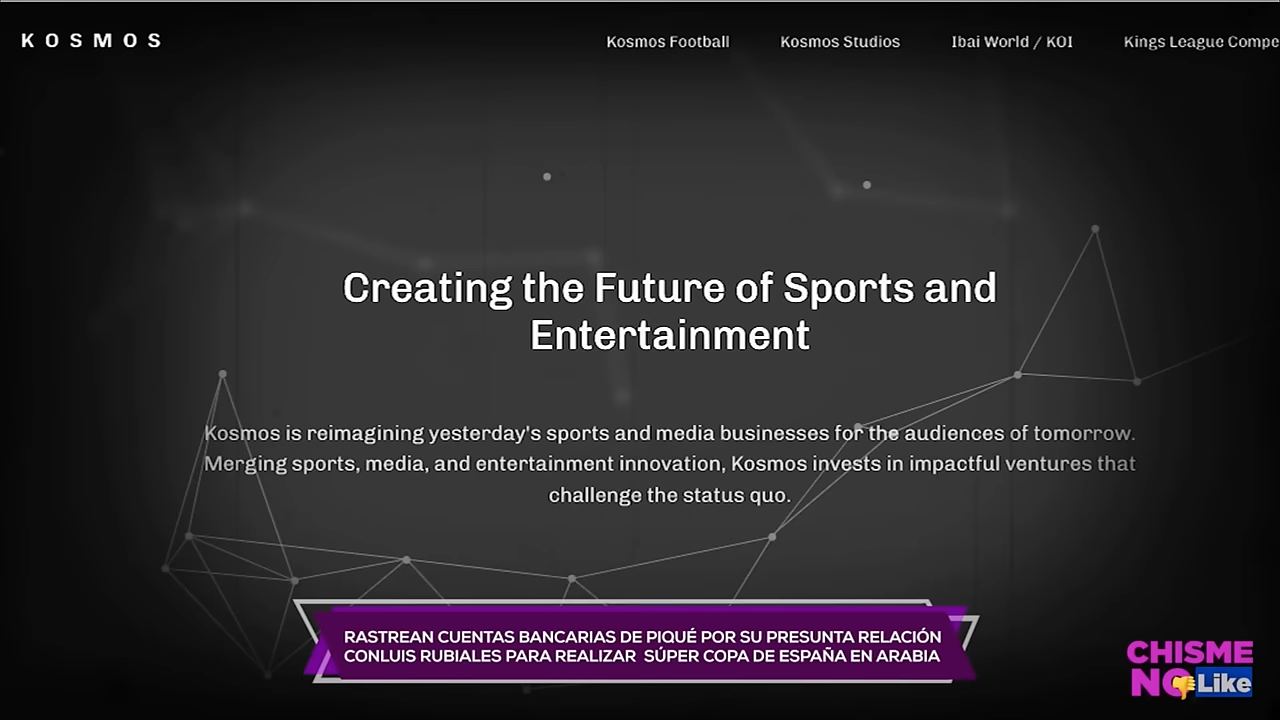 KOSMOS
Kosmos Football
Kosmos Studios
Ibai World / KOI
Kings League Compe
Creating the Future of Sports and
Entertainment
Kosmos is reimagining yesterday's sports and media businesses for the audiences of tomorrow.
Merging sports, media, and entertainment innovation, Kosmos invests in impactful ventures that
challenge the status quo.
RASTREAN CUENTAS BANCARIAS DE PIQUÉ POR SU PRESUNTA RELACIÓN
CONLUIS RUBIALES PARA REALIZAR SÚPER COPA DE ESPAÑA EN ARABIA
CHISME
NO Like